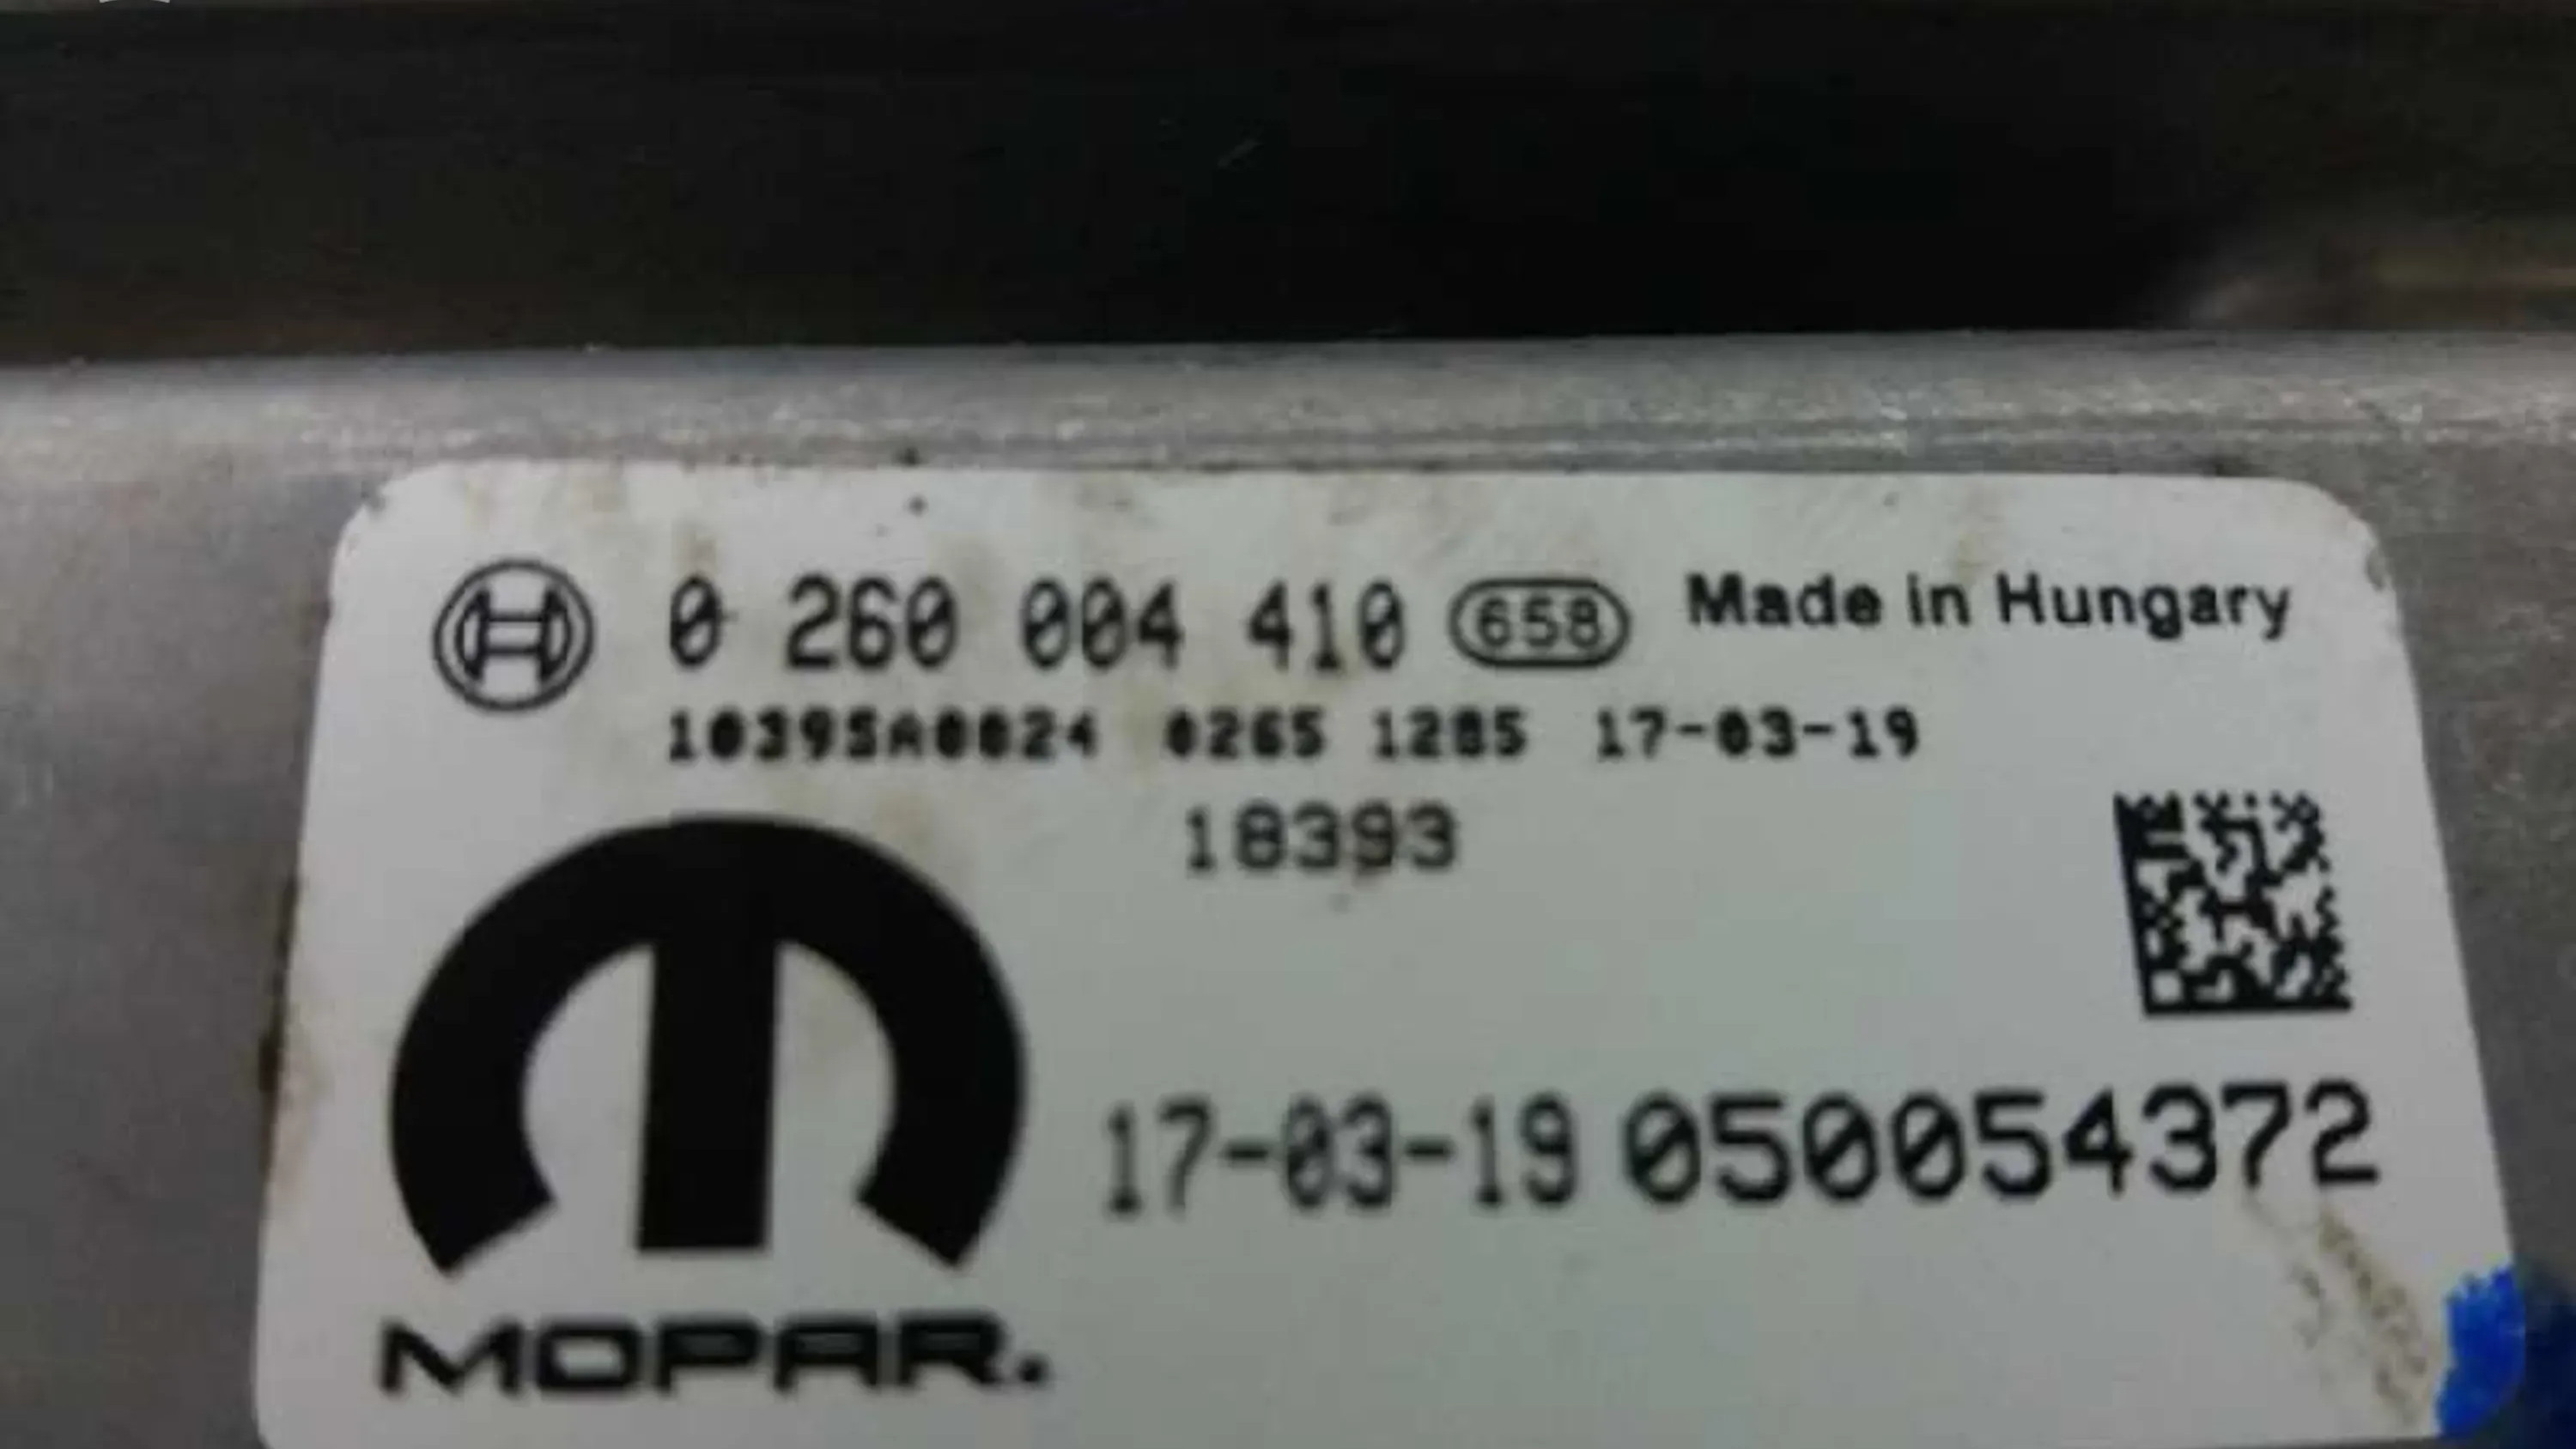 0 260 004 410 658 Made in Hungary
10395A0024 0265 1205 17-03-19
18393
17-03-19 050054372
MOPAR.